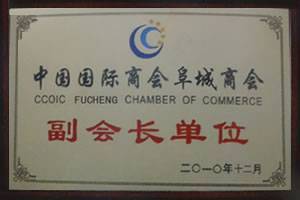 中国国际商会阜城商会
CCOIC FUCHENG CHAMBER OF COMMERCE
副会长单位
二〇一〇年十二月